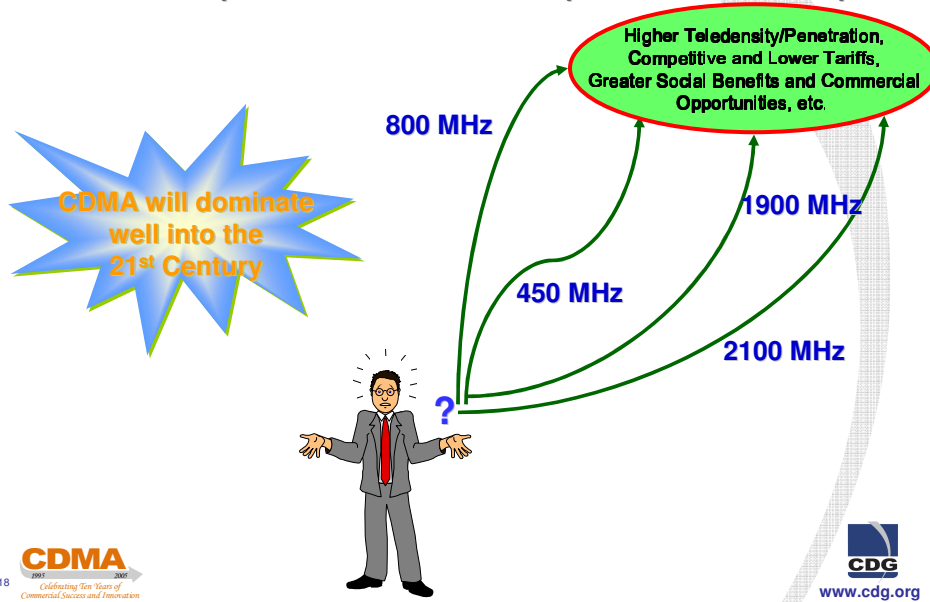 Higher Teledensity/Penetration,
Competitive and Lower Tariffs,
Greater Social Benefits and Commercial
Opportunities, etc.
800 MHz
CDMA will dominate
well into the
21st Century
1900 MHz
450 MHz
2100 MHz
?
CDMA
1995 2005
Celebrating Ten Years of
Commercial Success and Innovation
18
CDG
www.cdg.org